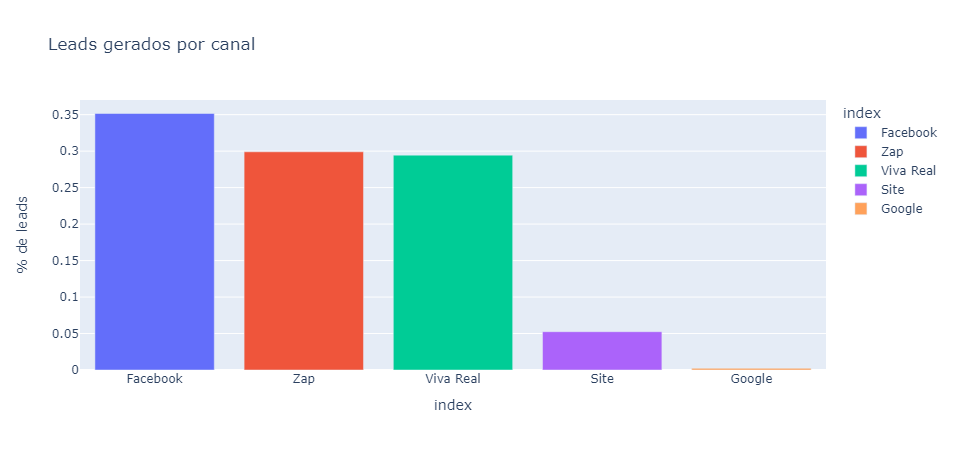 Leads gerados por canal
% de leads
0.35
0.3
0.25
0.2
0.15
0.1
0.05
0
Facebook
Zap
Viva Real
Site
Google
index
index
Facebook
Zap
Viva Real
Site
Google